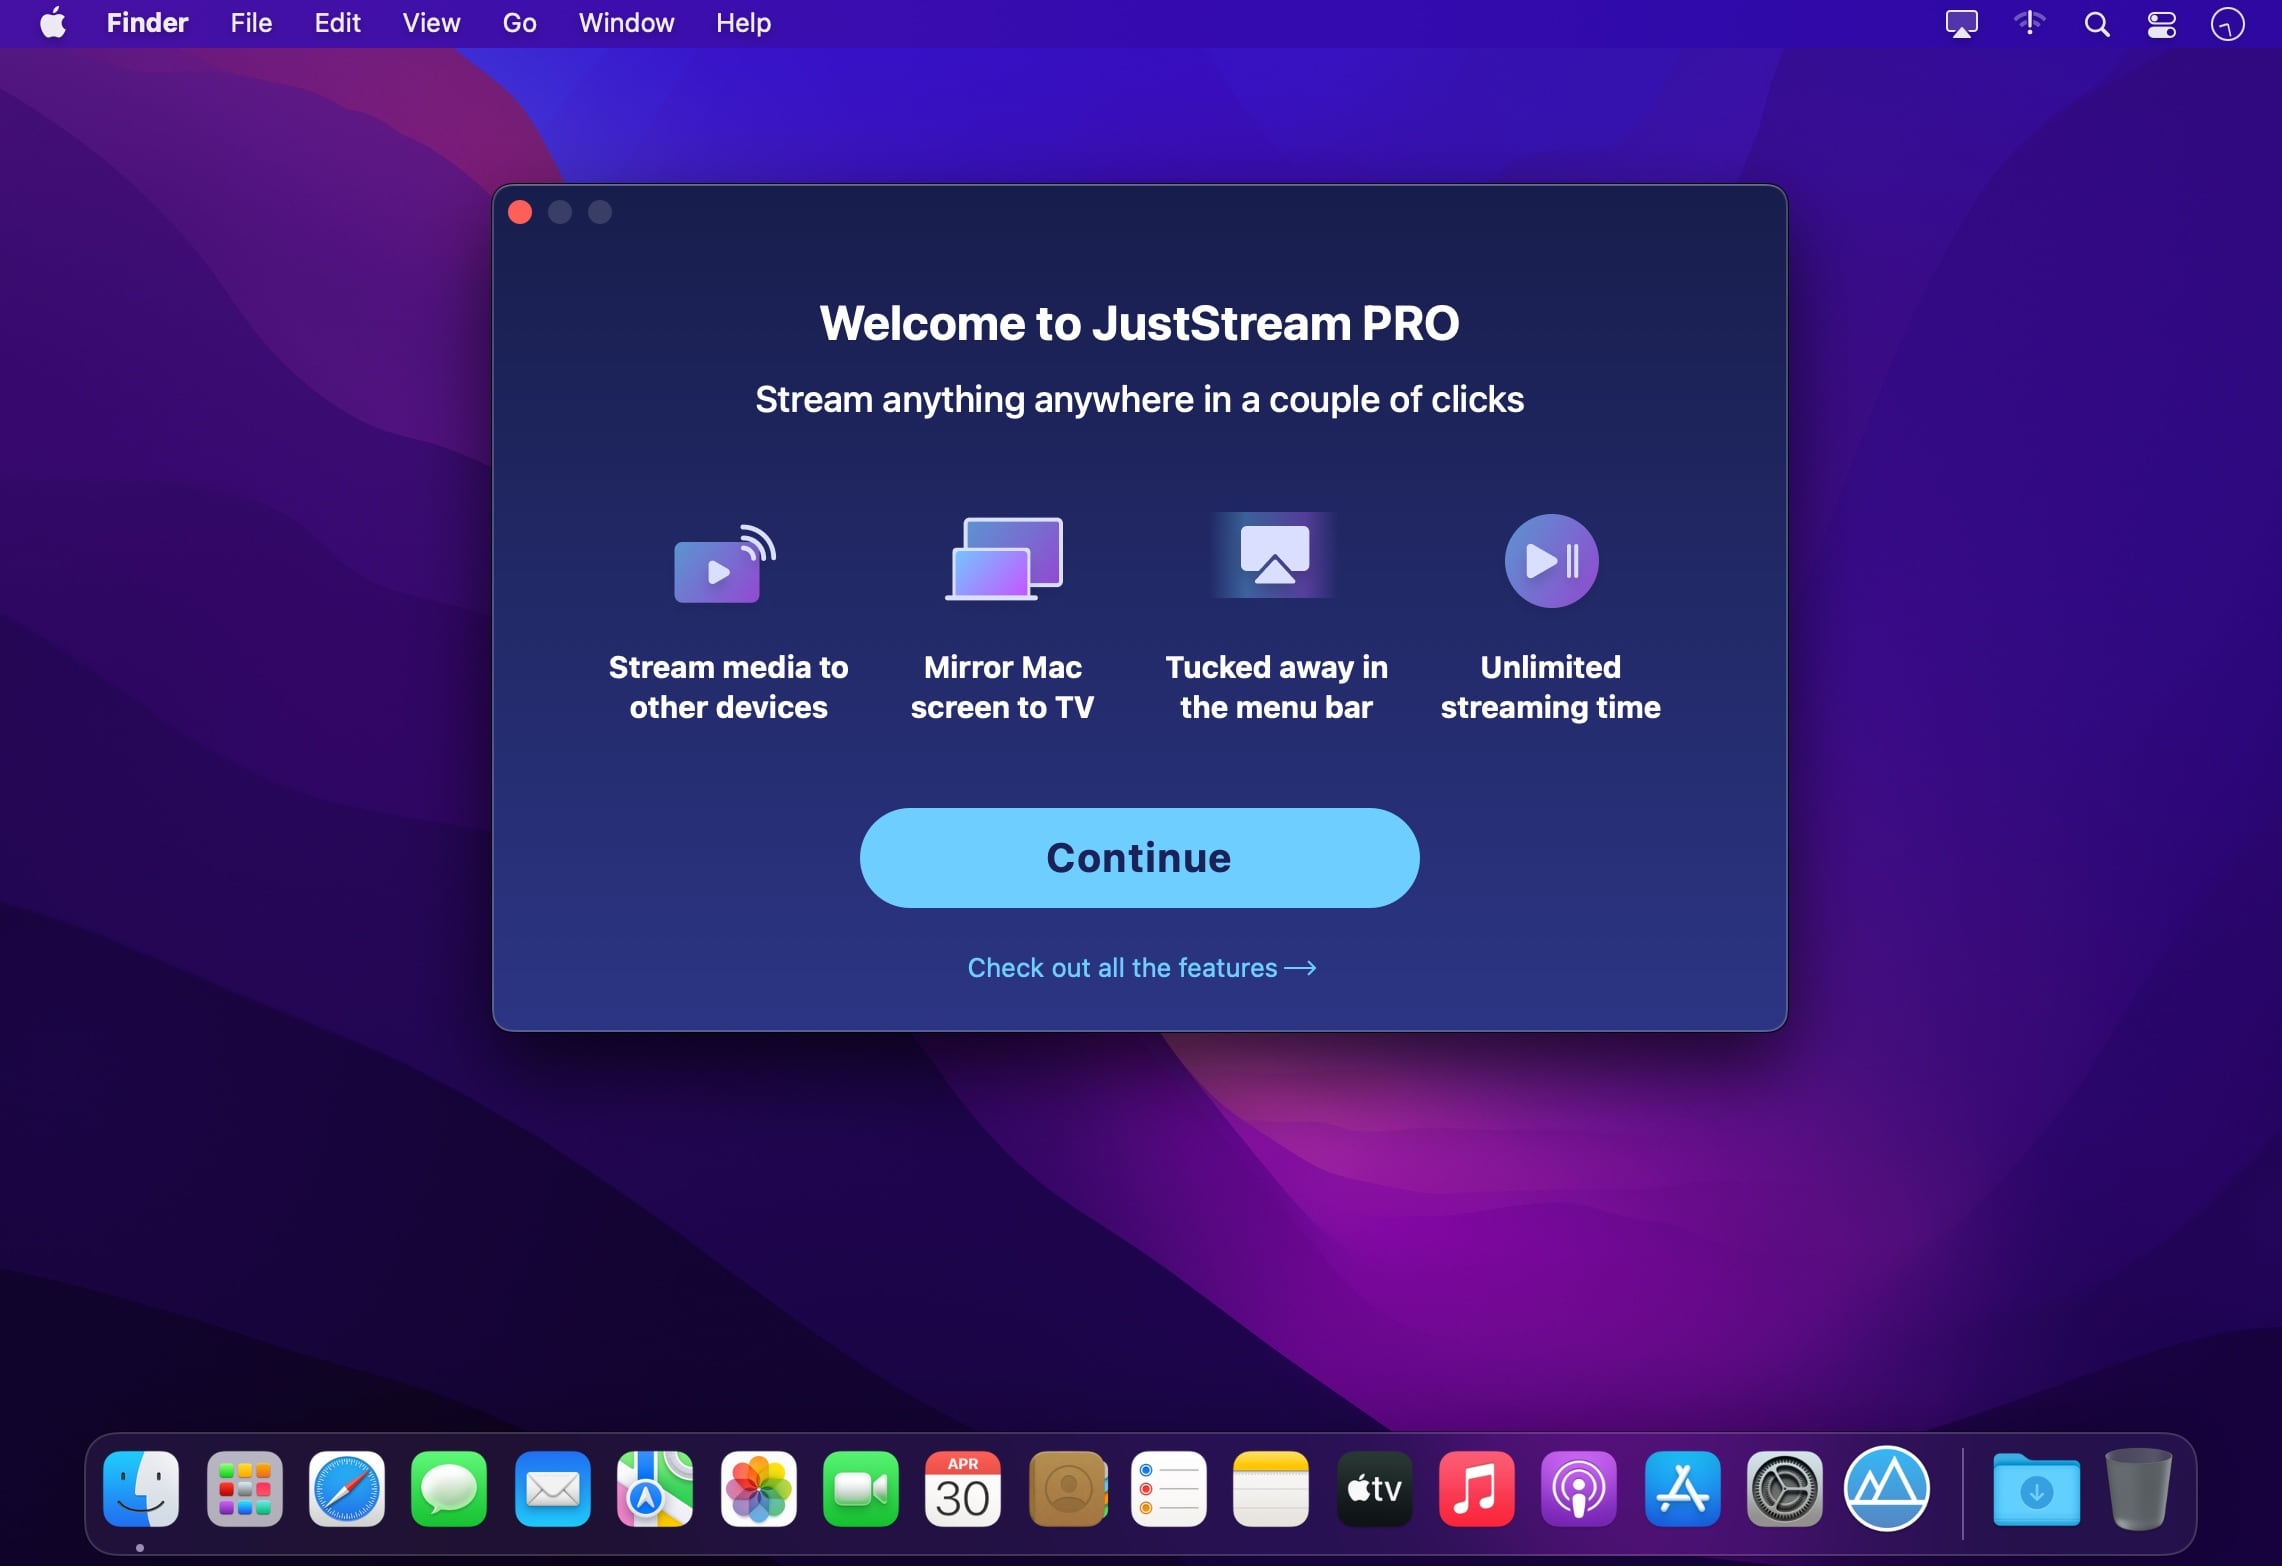 Finder File Edit View Go Window Help
Welcome to JustStream PRO
Stream anything anywhere in a couple of clicks
Stream media to
other devices
Mirror Mac
screen to TV
Tucked away in
the menu bar
Unlimited
streaming time
Continue
Check out all the features →
APR
30
tv